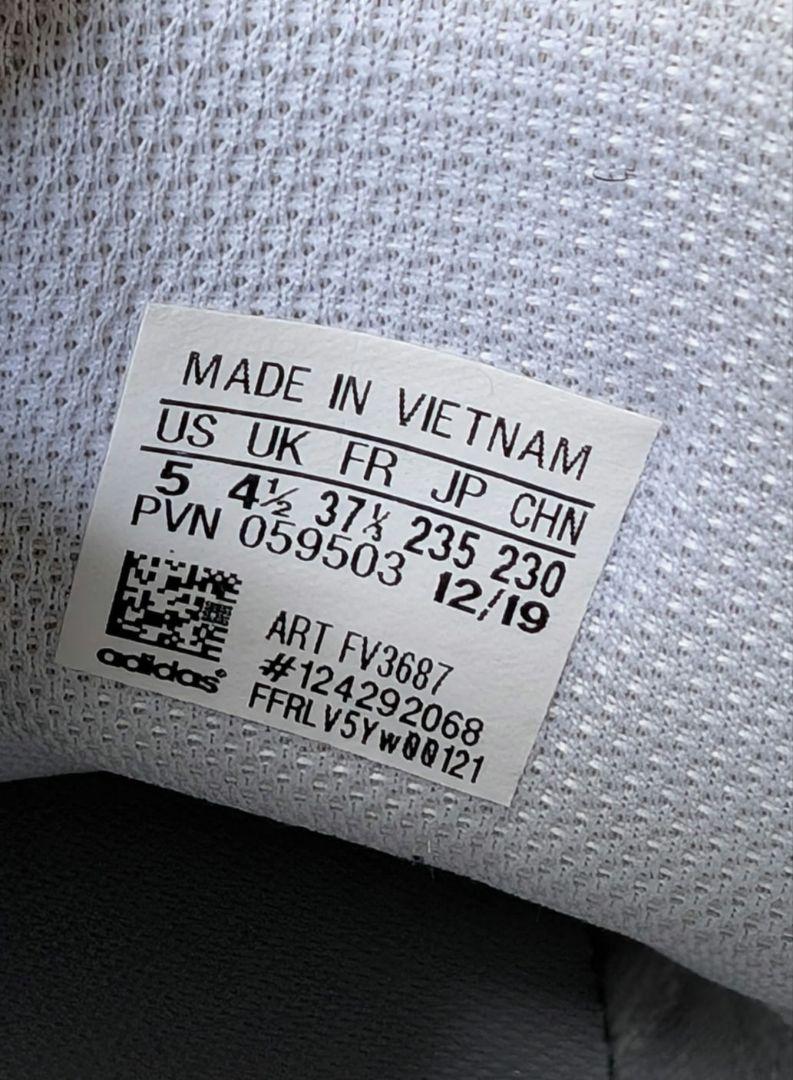 MADE IN VIETNAM
US UK FR JP CHN
5 4½ 37⅓ 235 230
PVN 059503 12/19
adidas
ART FV3687
#124292068
FFRLV5Yw00121